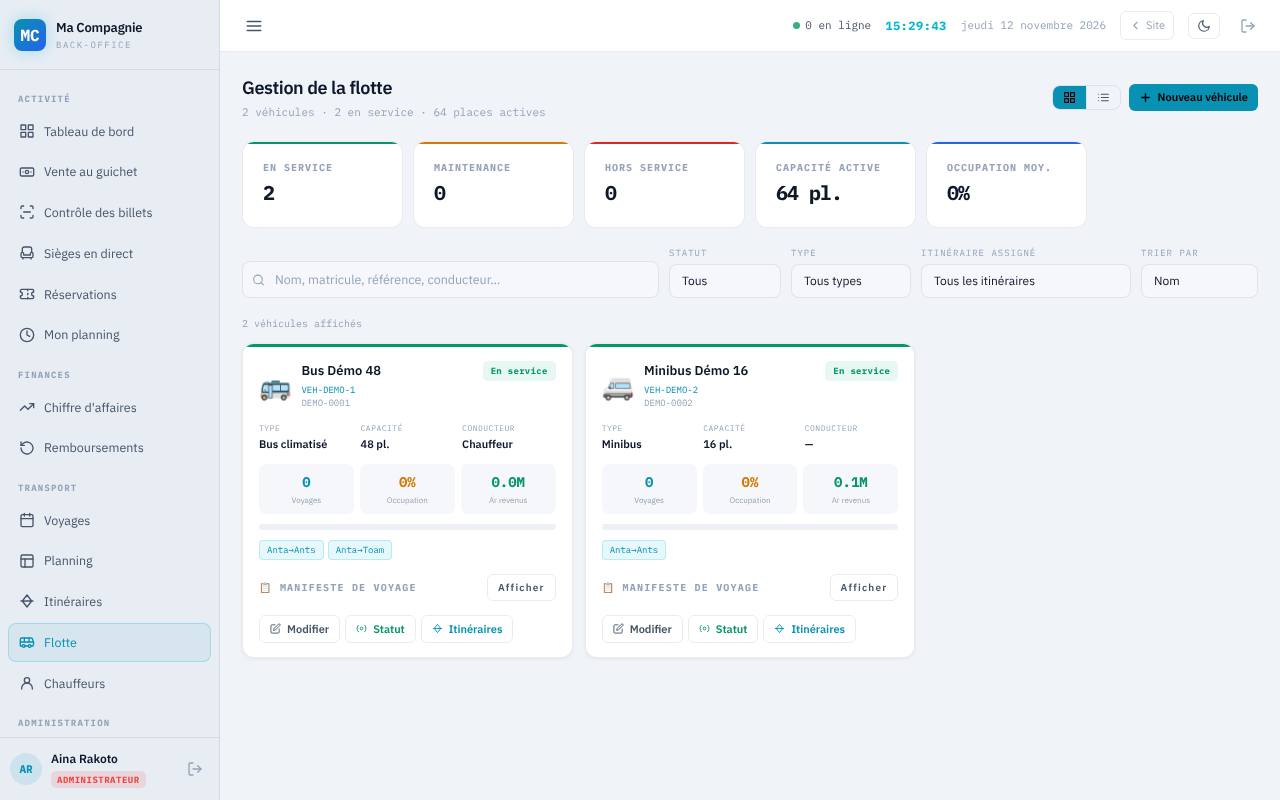 MC
Ma Compagnie
BACK-OFFICE
ACTIVITÉ
Tableau de bord
Vente au guichet
Contrôle des billets
Sièges en direct
Réservations
Mon planning
FINANCES
Chiffre d'affaires
Remboursements
TRANSPORT
Voyages
Planning
Itinéraires
Flotte
Chauffeurs
ADMINISTRATION
AR
Aina Rakoto
ADMINISTRATEUR
0 en ligne 15:29:43 jeudi 12 novembre 2026 Site
Gestion de la flotte
2 véhicules · 2 en service · 64 places actives
Nouveau véhicule
EN SERVICE
2
MAINTENANCE
0
HORS SERVICE
0
CAPACITÉ ACTIVE
64 pl.
OCCUPATION MOY.
0%
Nom, matricule, référence, conducteur...
STATUT
Tous
TYPE
Tous types
ITINÉRAIRE ASSIGNÉ
Tous les itinéraires
TRIER PAR
Nom
2 véhicules affichés
Bus Démo 48
En service
VEH-DEMO-1
DEMO-0001
TYPE CAPACITÉ CONDUCTEUR
Bus climatisé 48 pl. Chauffeur
0 0% 0.0M
Voyages Occupation Ar revenus
Anta→Ants Anta→Toam
📋 MANIFESTE DE VOYAGE Afficher
Modifier Statut Itinéraires
Minibus Démo 16
En service
VEH-DEMO-2
DEMO-0002
TYPE CAPACITÉ CONDUCTEUR
Minibus 16 pl. —
0 0% 0.1M
Voyages Occupation Ar revenus
Anta→Ants
📋 MANIFESTE DE VOYAGE Afficher
Modifier Statut Itinéraires